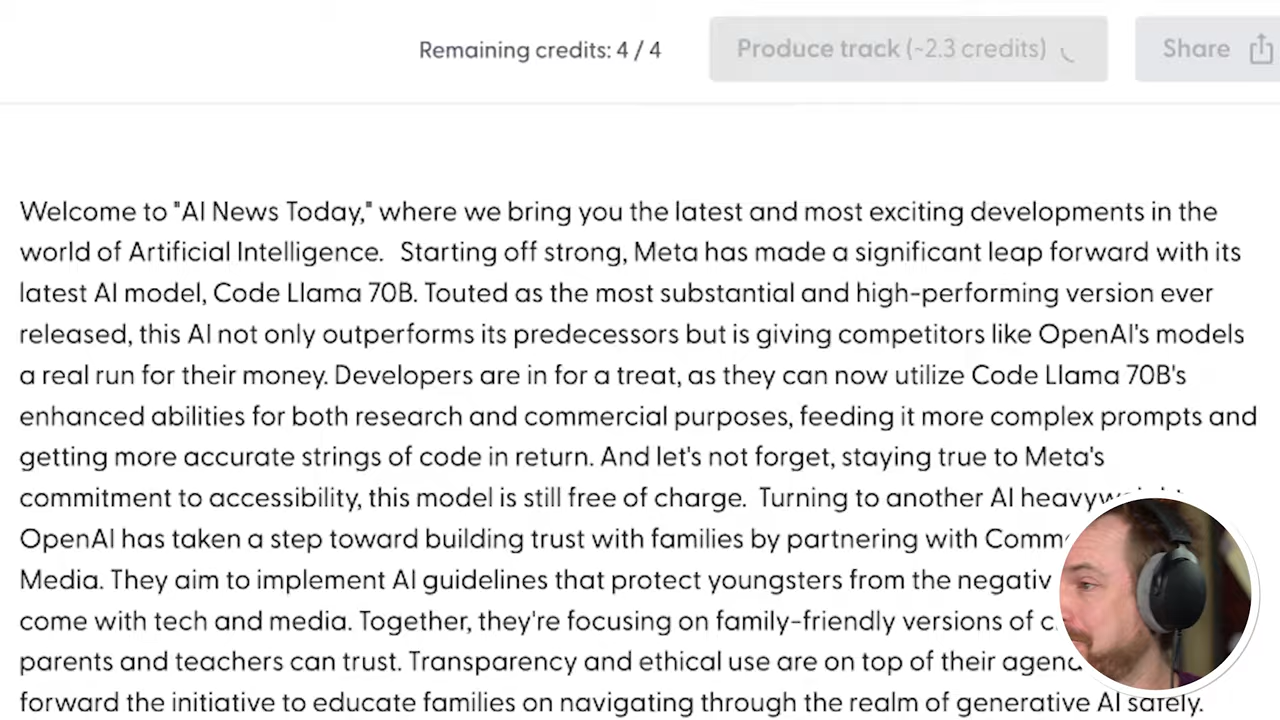 Remaining credits: 4 / 4
Produce track (~2.3 credits)
Share
Welcome to "AI News Today," where we bring you the latest and most exciting developments in the
world of Artificial Intelligence. Starting off strong, Meta has made a significant leap forward with its
latest AI model, Code Llama 70B. Touted as the most substantial and high-performing version ever
released, this AI not only outperforms its predecessors but is giving competitors like OpenAI's models
a real run for their money. Developers are in for a treat, as they can now utilize Code Llama 70B's
enhanced abilities for both research and commercial purposes, feeding it more complex prompts and
getting more accurate strings of code in return. And let's not forget, staying true to Meta's
commitment to accessibility, this model is still free of charge. Turning to another AI
OpenAI has taken a step toward building trust with families by partnering with
Media. They aim to implement AI guidelines that protect youngsters from the
come with tech and media. Together, they're focusing on family-friendly versions of
parents and teachers can trust. Transparency and ethical use are on top of their
forward the initiative to educate families on navigating through the realm of generative AI safely.